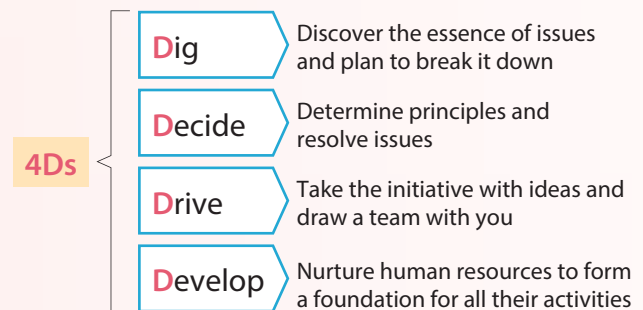 4Ds
Dig
Discover the essence of issues
and plan to break it down
Decide
Determine principles and
resolve issues
Drive
Take the initiative with ideas and
draw a team with you
Develop
Nurture human resources to form
a foundation for all their activities